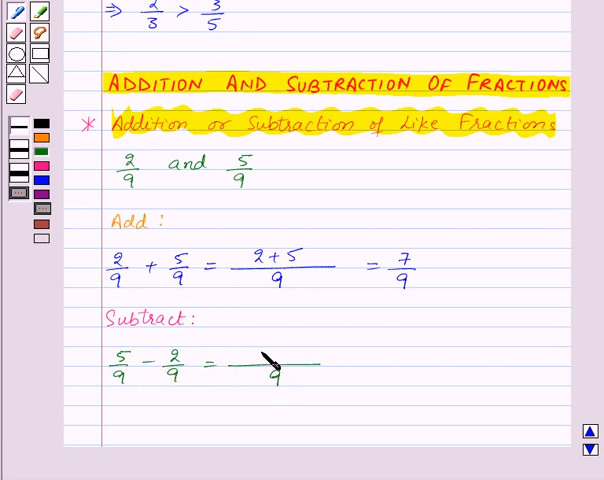 ⇒ 2/3 > 3/5
ADDITION AND SUBTRACTION OF FRACTIONS
* Addition or Subtraction of Like Fractions
2/9 and 5/9
Add:
2/9 + 5/9 = 2+5/9 = 7/9
Subtract:
5/9 - 2/9 = /9